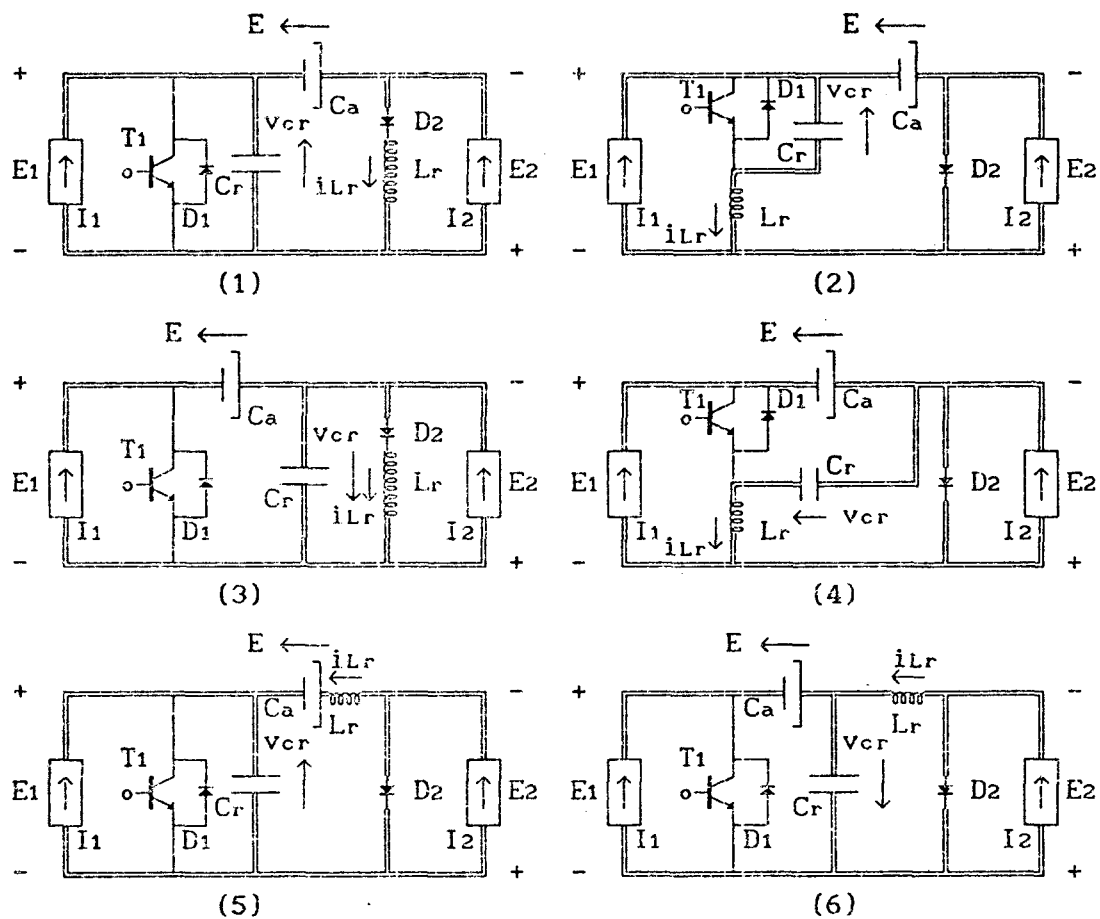 E
+ -
Ca
T1 Vcr D2
E1 Cr iLr Lr E2
I1 D1 I2
- +
(1)
E
+ -
T1 D1 Vcr Ca
E1 Cr D2 E2
I1 iLr Lr I2
- +
(2)
E
+ -
Ca
T1 Vcr D2
E1 Cr iLr Lr E2
I1 D1 I2
- +
(3)
E
+ -
T1 D1 Ca
E1 Cr D2 E2
I1 iLr Lr Vcr I2
- +
(4)
E
iLr
+ -
Ca Lr
T1 Vcr
E1 Cr D2 E2
I1 D1 I2
- +
(5)
E
iLr
+ -
Ca Lr
T1 Vcr
E1 Cr D2 E2
I1 D1 I2
- +
(6)